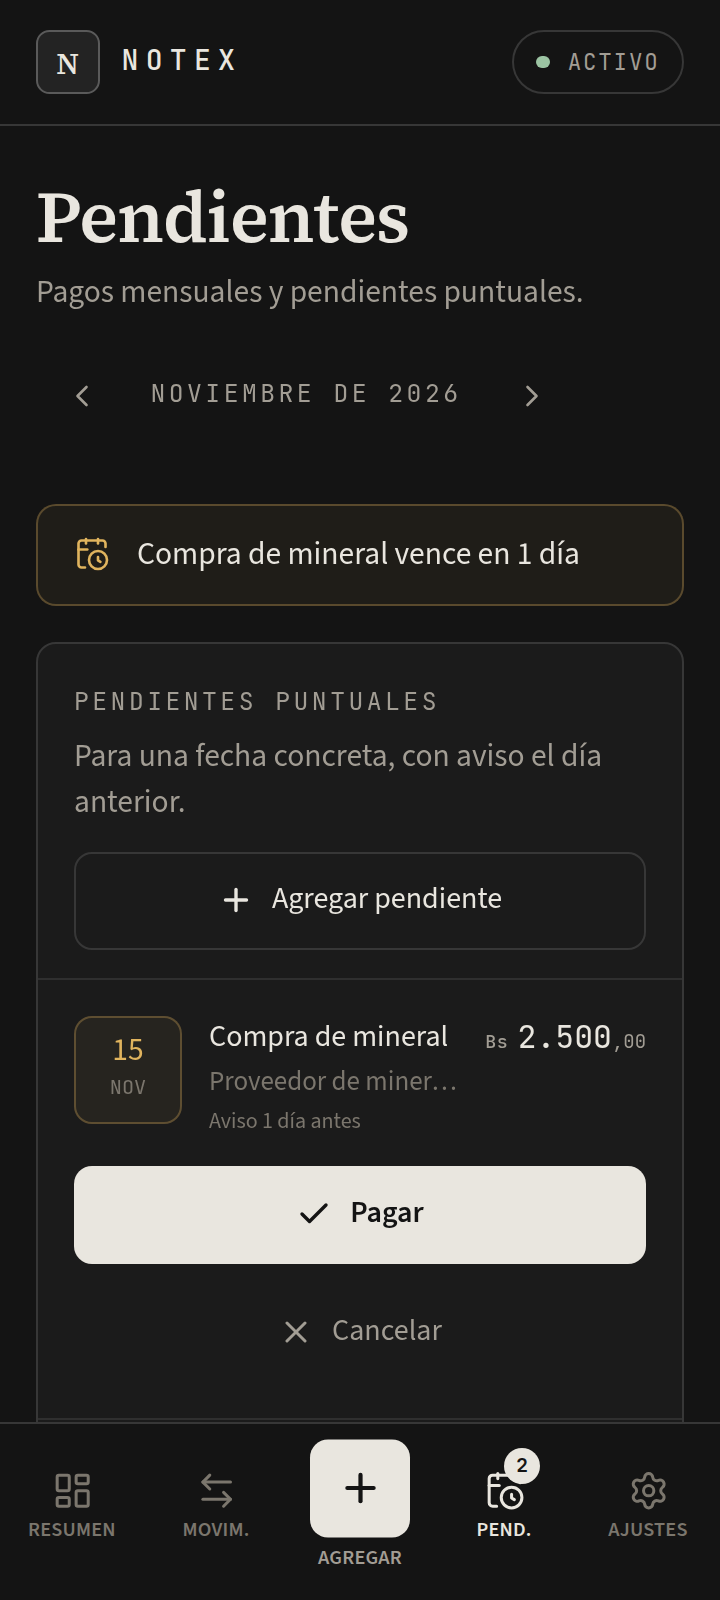 N NOTEX
ACTIVO
Pendientes
Pagos mensuales y pendientes puntuales.
NOVIEMBRE DE 2026
Compra de mineral vence en 1 día
PENDIENTES PUNTUALES
Para una fecha concreta, con aviso el día
anterior.
Agregar pendiente
15
NOV
Compra de mineral
Bs 2.500,00
Proveedor de miner…
Aviso 1 día antes
Pagar
Cancelar
RESUMEN
MOVIM.
AGREGAR
2
PEND.
AJUSTES